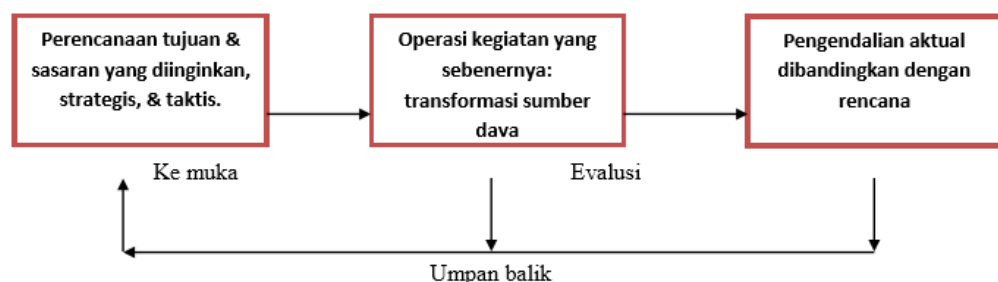 Perencanaan tujuan &
sasaran yang diinginkan,
strategis, & taktis.
Operasi kegiatan yang
sebenernya:
transformasi sumber
dava
Pengendalian aktual
dibandingkan dengan
rencana
Ke muka
Evalusi
Umpan balik